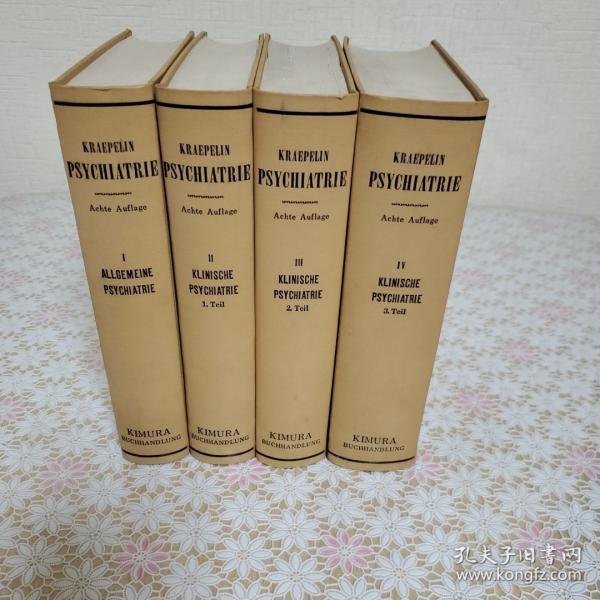 KRAEPELIN
PSYCHIATRIE
Achte Auflage
I
ALLGEMEINE
PSYCHIATRIE
KIMURA
BUCHHANDLUNG
KRAEPELIN
PSYCHIATRIE
Achte Auflage
II
KLINISCHE
PSYCHIATRIE
1. Teil
KIMURA
BUCHHANDLUNG
KRAEPELIN
PSYCHIATRIE
Achte Auflage
III
KLINISCHE
PSYCHIATRIE
2. Teil
KIMURA
BUCHHANDLUNG
KRAEPELIN
PSYCHIATRIE
Achte Auflage
IV
KLINISCHE
PSYCHIATRIE
3. Teil
KIMURA
BUCHHANDLUNG
孔夫子旧書网
www.kongfz.com